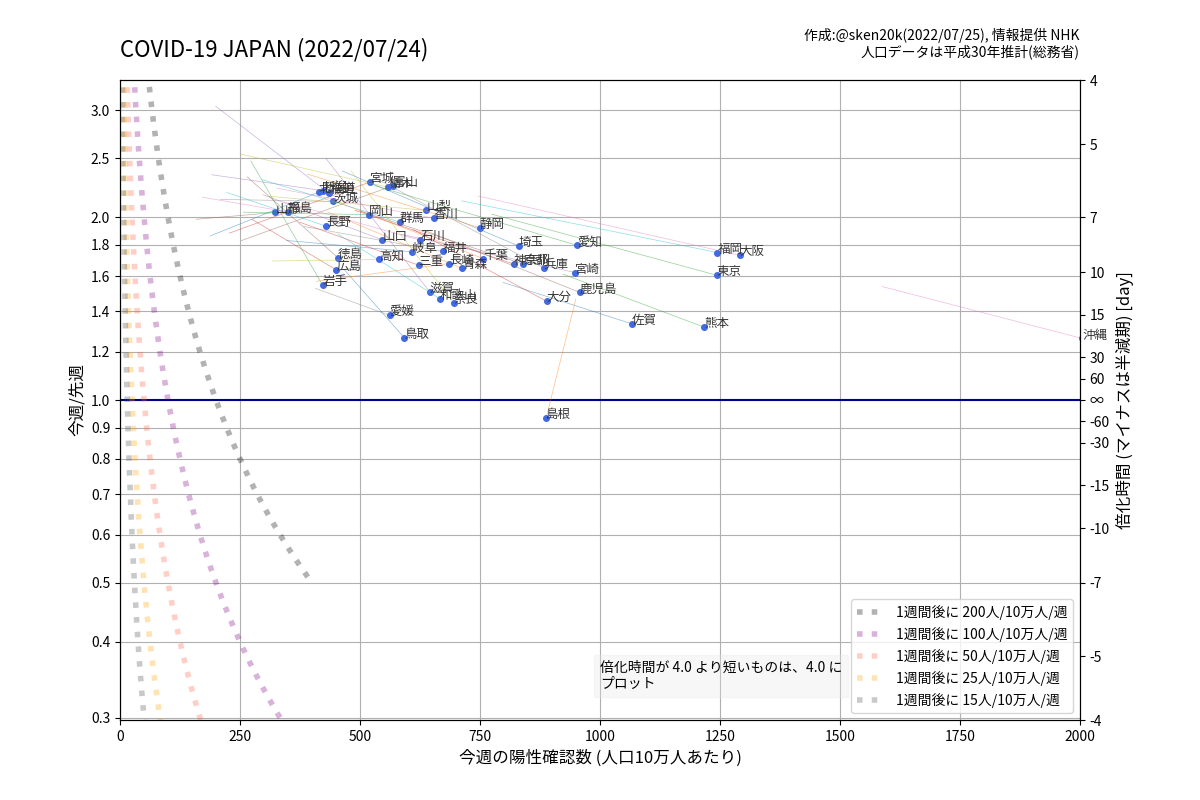 COVID-19 JAPAN (2022/07/24)
作成:@sken20k(2022/07/25), 情報提供 NHK
人口データは平成30年推計(総務省)
今週/先週
3.0
2.5
2.0
1.8
1.6
1.4
1.2
1.0
0.9
0.8
0.7
0.6
0.5
0.4
0.3
宮城
富山
茨城
山形
福島
長野
岡山
山梨
香川
群馬
静岡
山口
石川
埼玉
愛知
福岡
大阪
徳島
広島
高知
岐阜
福井
三重
長崎
青森
千葉
兵庫
宮崎
東京
岩手
滋賀
奈良
大分
鹿児島
愛媛
鳥取
佐賀
熊本
沖縄
島根
4
5
7
10
15
30
60
∞
-60
-30
-15
-10
-7
-5
-4
倍化時間 (マイナスは半減期) [day]
倍化時間が 4.0 より短いものは、4.0 に
プロット
1週間後に 200人/10万人/週
1週間後に 100人/10万人/週
1週間後に 50人/10万人/週
1週間後に 25人/10万人/週
1週間後に 15人/10万人/週
0
250
500
750
1000
1250
1500
1750
2000
今週の陽性確認数 (人口10万人あたり)